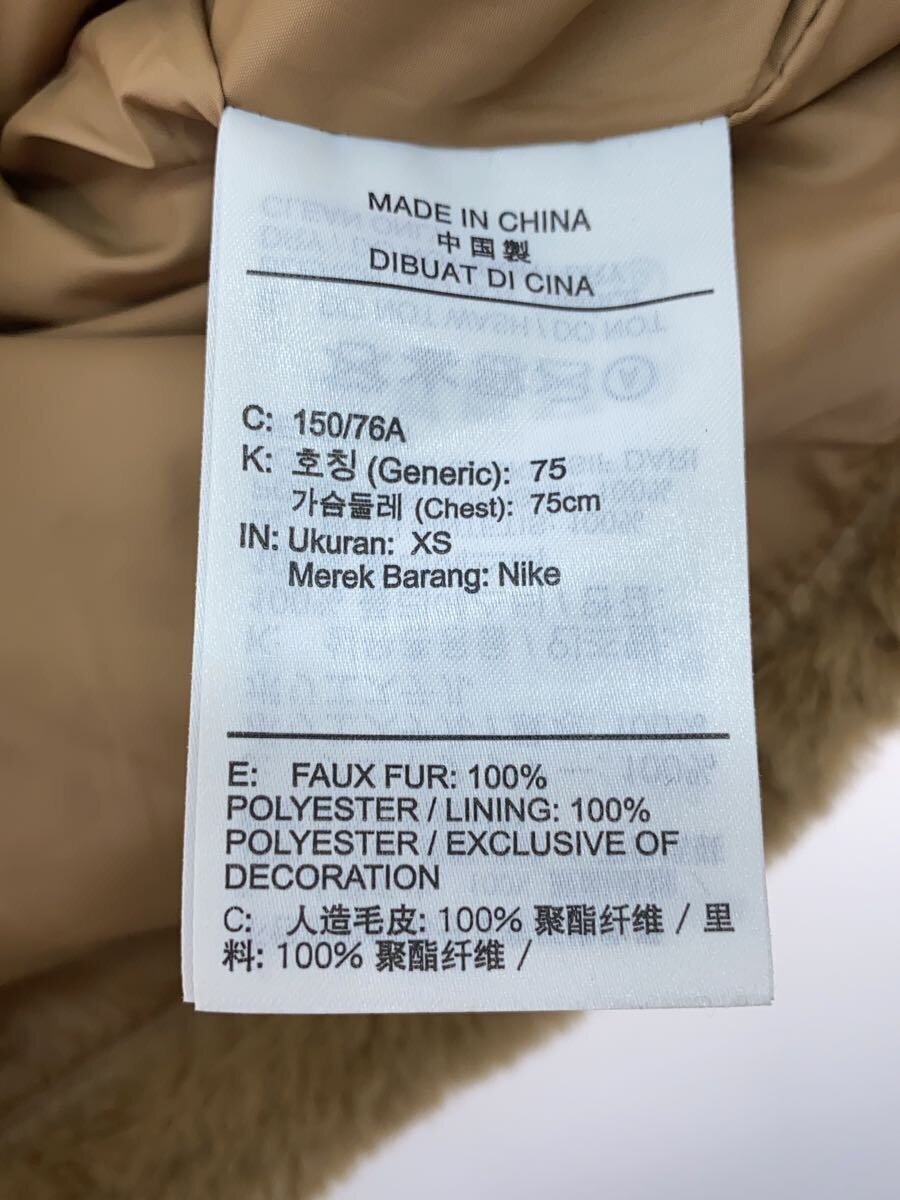 MADE IN CHINA
中国製
DIBUAT DI CINA
C: 150/76A
K: 호칭 (Generic): 75
가슴둘레 (Chest): 75cm
IN: Ukuran: XS
Merek Barang: Nike
E: FAUX FUR: 100%
POLYESTER / LINING: 100%
POLYESTER / EXCLUSIVE OF
DECORATION
C: 人造毛皮: 100% 聚酯纤维 / 里
料: 100% 聚酯纤维 /